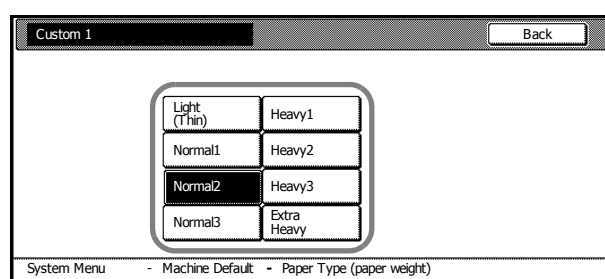 Custom 1
Back
Light
(Thin)
Heavy1
Normal1
Heavy2
Normal2
Heavy3
Normal3
Extra
Heavy
System Menu - Machine Default - Paper Type (paper weight)